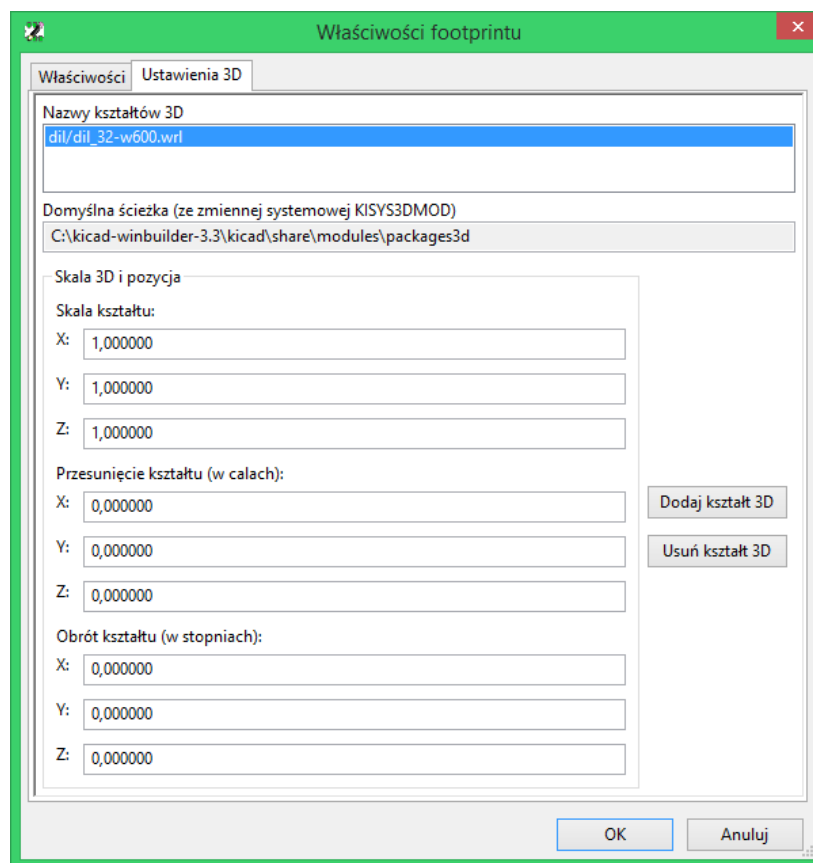 Właściwości footprintu
Właściwości
Ustawienia 3D
Nazwy kształtów 3D
dil/dil_32-w600.wrl
Domyślna ścieżka (ze zmiennej systemowej KISYS3DMOD)
C:\kicad-winbuilder-3.3\kicad\share\modules\packages3d
Skala 3D i pozycja
Skala kształtu:
X: 1,000000
Y: 1,000000
Z: 1,000000
Przesunięcie kształtu (w calach):
X: 0,000000
Dodaj kształt 3D
Y: 0,000000
Usuń kształt 3D
Z: 0,000000
Obrót kształtu (w stopniach):
X: 0,000000
Y: 0,000000
Z: 0,000000
OK
Anuluj